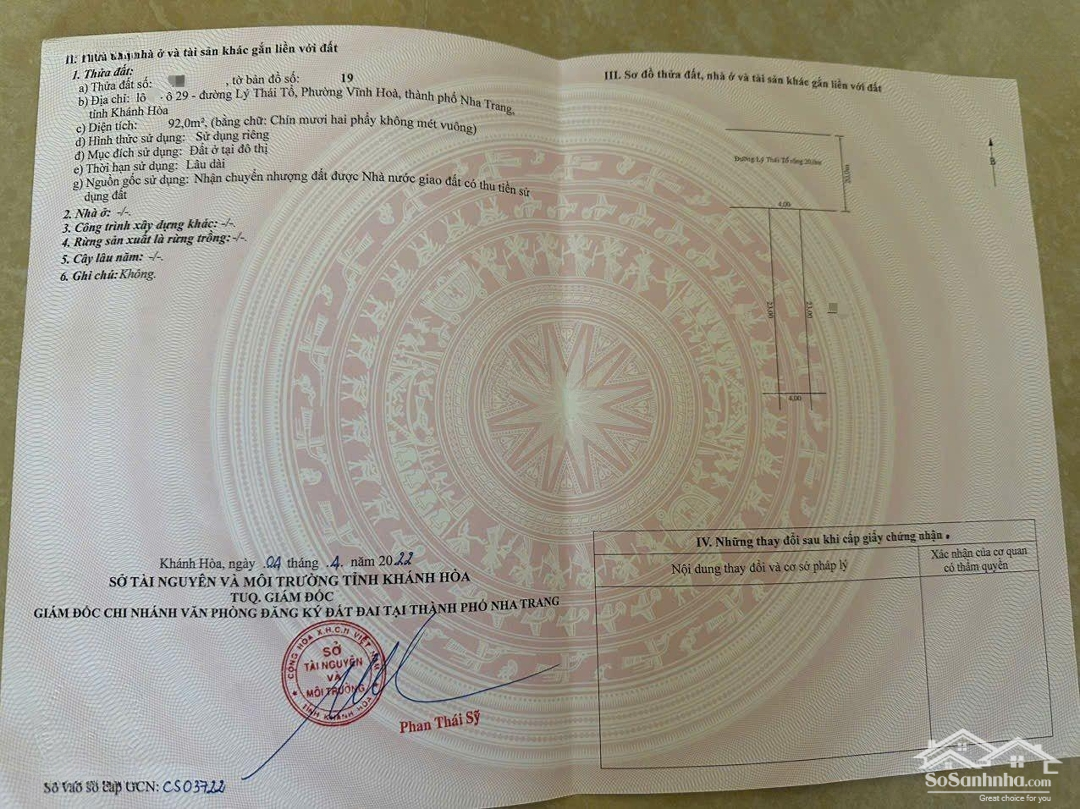 II. Thửa đất, nhà ở và tài sản khác gắn liền với đất
1. Thửa đất:
a) Thửa đất số: , tờ bản đồ số: 19
b) Địa chỉ: lô ô 29 - đường Lý Thái Tổ, Phường Vĩnh Hoà, thành phố Nha Trang,
tỉnh Khánh Hòa
c) Diện tích: 92,0m², (bằng chữ: Chín mươi hai phẩy không mét vuông)
d) Hình thức sử dụng: Sử dụng riêng
đ) Mục đích sử dụng: Đất ở tại đô thị
e) Thời hạn sử dụng: Lâu dài
g) Nguồn gốc sử dụng: Nhận chuyển nhượng đất được Nhà nước giao đất có thu tiền sử
dụng đất
2. Nhà ở: -/-.
3. Công trình xây dựng khác: -/-.
4. Rừng sản xuất là rừng trồng: -/-.
5. Cây lâu năm: -/-.
6. Ghi chú: Không.
Khánh Hòa, ngày 04 tháng 4 năm 2022
SỞ TÀI NGUYÊN VÀ MÔI TRƯỜNG TỈNH KHÁNH HÒA
TUQ. GIÁM ĐỐC
GIÁM ĐỐC CHI NHÁNH VĂN PHÒNG ĐĂNG KÝ ĐẤT ĐAI TẠI THÀNH PHỐ NHA TRANG
CỘNG HÒA X.H.C.N VIỆT NAM
SỞ
TÀI NGUYÊN
VÀ
MÔI TRƯỜNG
TỈNH KHÁNH HÒA
Phan Thái Sỹ
Số vào sổ cấp GCN: CS03722
III. Sơ đồ thửa đất, nhà ở và tài sản khác gắn liền với đất
Đường Lý Thái Tổ rộng 20,0m
20,0m
B
4,00
23,00
23,00
4,00
IV. Những thay đổi sau khi cấp giấy chứng nhận
Nội dung thay đổi và cơ sở pháp lý
Xác nhận của cơ quan
có thẩm quyền
SoSanhnha.com
Great choice for you